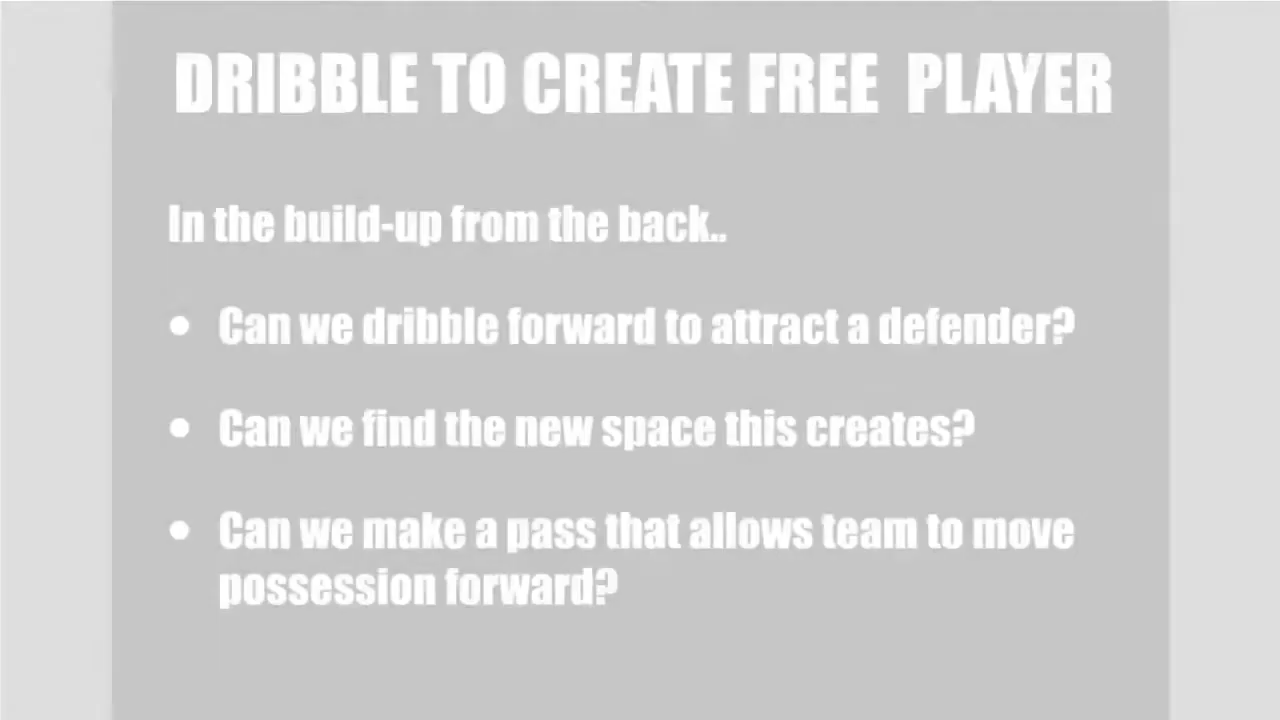 DRIBBLE TO CREATE FREE PLAYER
In the build-up from the back..
• Can we dribble forward to attract a defender?
• Can we find the new space this creates?
• Can we make a pass that allows team to move
possession forward?